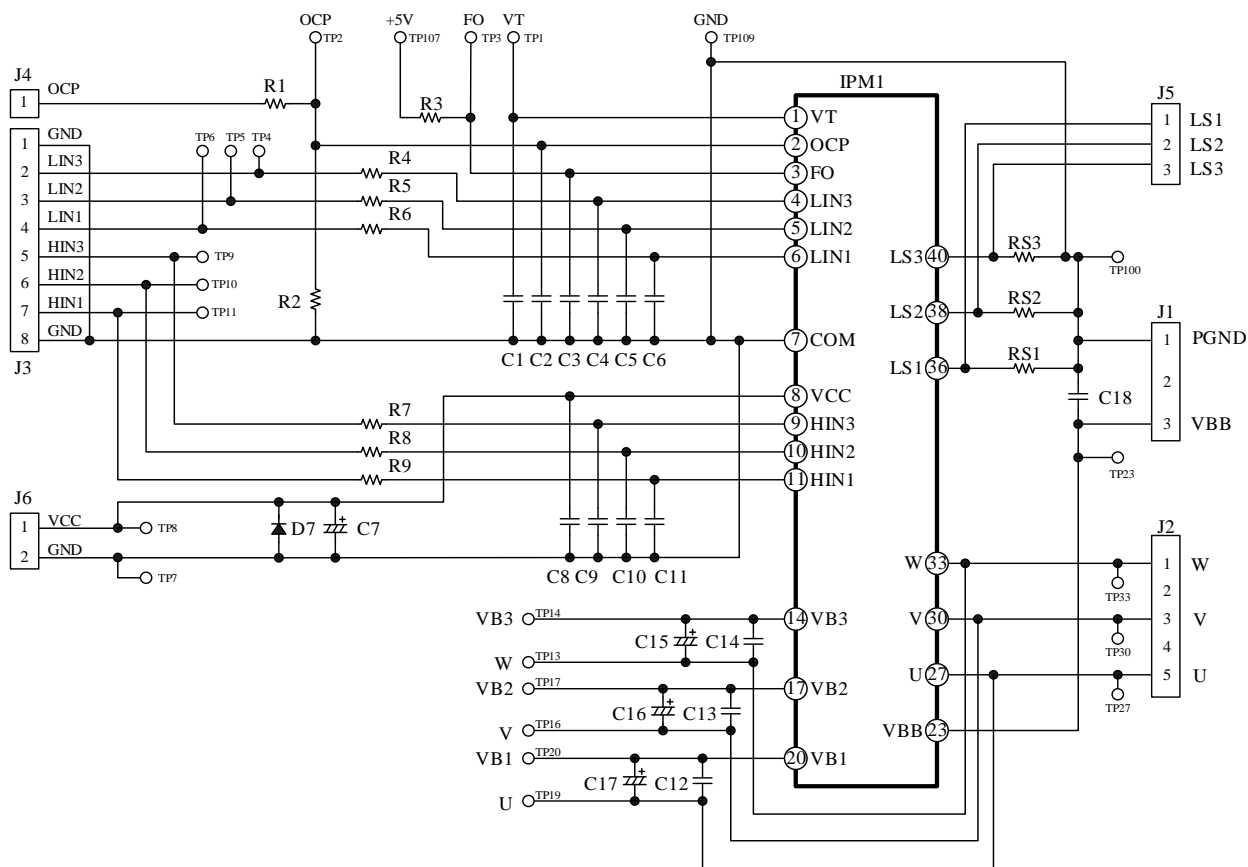 OCP +5V FO VT GND
TP2 TP107 TP3 TP1 TP109
J4 OCP R1 IPM1 J5
1 R3 1 VT 1 LS1
J3
1 GND TP6 TP5 TP4 2 OCP 2 LS2
2 LIN3 R4 3 FO 3 LS3
3 LIN2 R5 4 LIN3
4 LIN1 R6 5 LIN2
5 HIN3 TP9 6 LIN1 LS3 40 RS3 TP100
6 HIN2 TP10
7 HIN1 TP11 R2 LS2 38 RS2 J1
8 GND 7 COM 1 PGND
C1 C2 C3 C4 C5 C6 LS1 36 RS1 2
8 VCC C18
R7 9 HIN3 3 VBB
R8 10 HIN2 TP23
R9 11 HIN1
J6
1 VCC TP8 D7 + C7 J2
2 GND
TP7 C8 C9 C10 C11 W 33 1 W
TP33 2
VB3 TP14 14 VB3 V 30 3 V
C15 + C14 TP30 4
W TP13 U 27 5 U
VB2 TP17 17 VB2 TP27
C16 + C13 VBB 23
V TP16
VB1 TP20 20 VB1
C17 + C12
U TP19